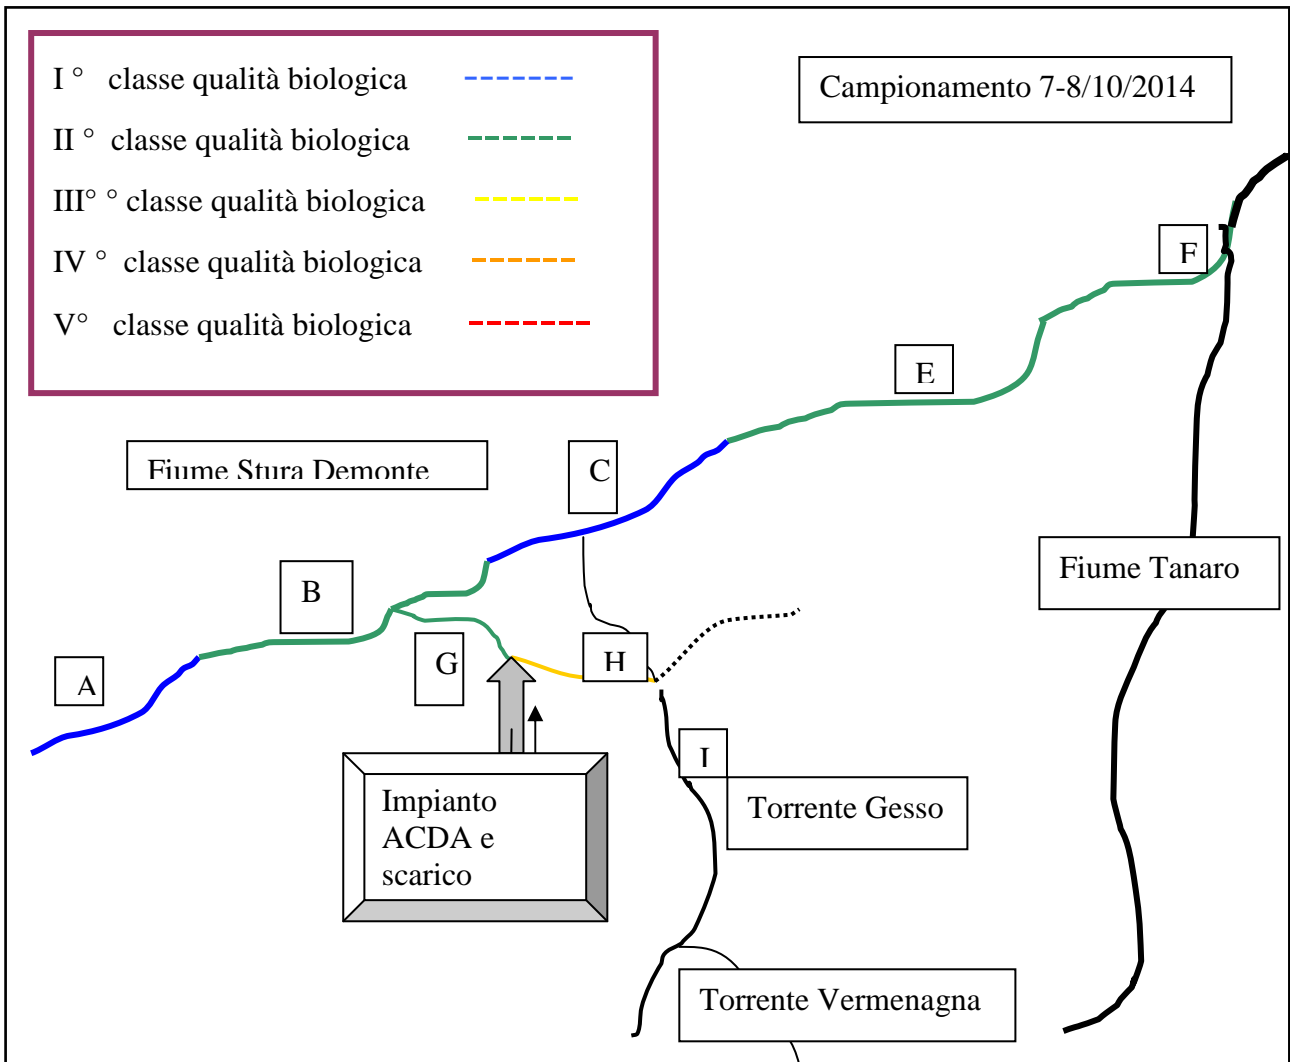 I ° classe qualità biologica
II ° classe qualità biologica
III° ° classe qualità biologica
IV ° classe qualità biologica
V° classe qualità biologica
Campionamento 7-8/10/2014
F
E
Fiume Stura Demonte
C
Fiume Tanaro
B
G
H
A
I
Impianto
ACDA e
scarico
Torrente Gesso
Torrente Vermenagna